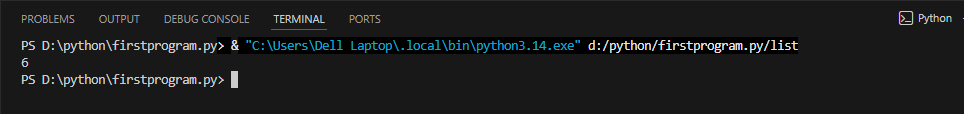 PROBLEMS OUTPUT DEBUG CONSOLE TERMINAL PORTS Python
PS D:\python\firstprogram.py> & "C:\Users\Dell Laptop\.local\bin\python3.14.exe" d:/python/firstprogram.py/list
6
PS D:\python\firstprogram.py>